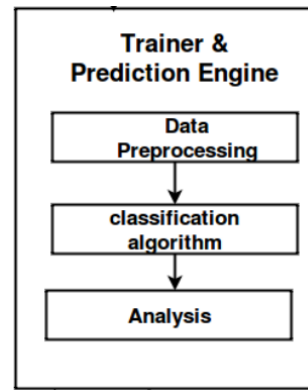 Trainer &
Prediction Engine
Data
Preprocessing
classification
algorithm
Analysis